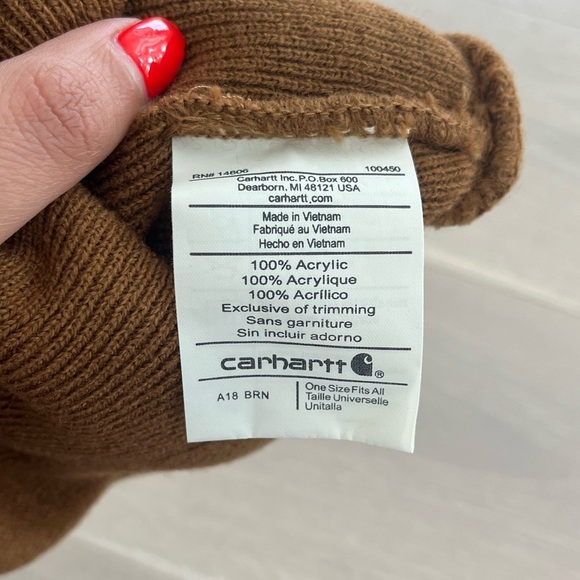 RN# 14806 100450
Carhartt Inc. P.O.Box 600
Dearborn, MI 48121 USA
carhartt.com
Made in Vietnam
Fabriqué au Vietnam
Hecho en Vietnam
100% Acrylic
100% Acrylique
100% Acrílico
Exclusive of trimming
Sans garniture
Sin incluir adorno
carhartt ®
A18 BRN
One Size Fits All
Taille Universelle
Unitalla